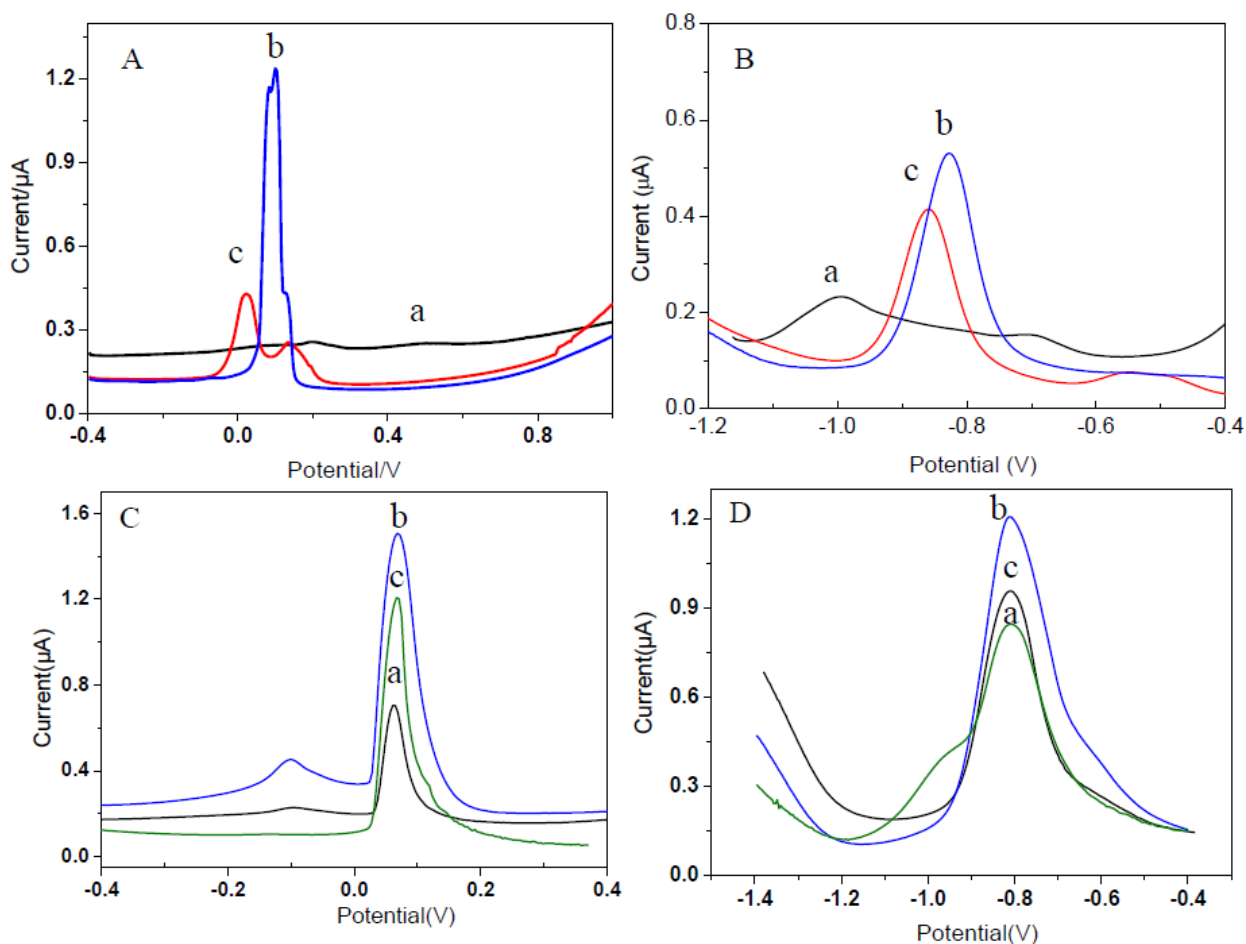 A
b
c
a
1.2
0.9
0.6
0.3
0.0
Current/µA
-0.4
0.0
0.4
0.8
Potential/V
B
b
c
a
0.8
0.6
0.4
0.2
0.0
Current (µA)
-1.2
-1.0
-0.8
-0.6
-0.4
Potential (V)
C
b
c
a
1.6
1.2
0.8
0.4
0.0
Current(µA)
-0.4
-0.2
0.0
0.2
0.4
Potential(V)
D
b
c
a
1.2
0.9
0.6
0.3
0.0
Current(µA)
-1.4
-1.2
-1.0
-0.8
-0.6
-0.4
Potential(V)